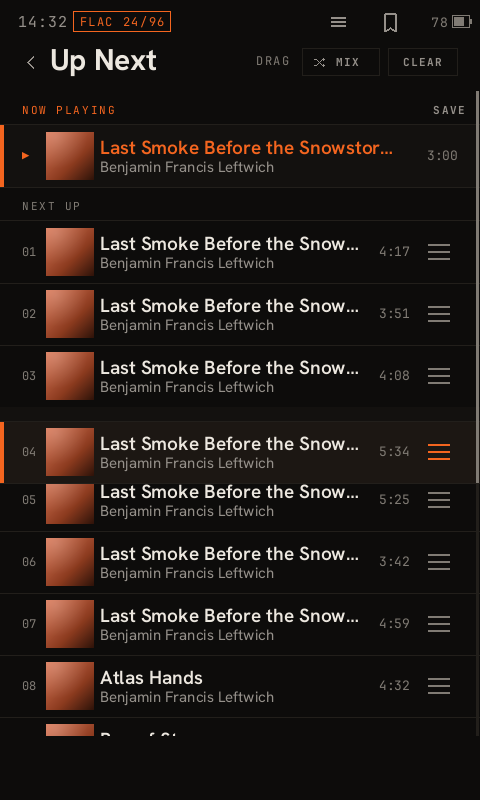 14:32 FLAC 24/96 78
Up Next DRAG MIX CLEAR
NOW PLAYING SAVE
Last Smoke Before the Snowstor… 3:00
Benjamin Francis Leftwich
NEXT UP
01 Last Smoke Before the Snow… 4:17
Benjamin Francis Leftwich
02 Last Smoke Before the Snow… 3:51
Benjamin Francis Leftwich
03 Last Smoke Before the Snow… 4:08
Benjamin Francis Leftwich
04 Last Smoke Before the Snow… 5:34
Benjamin Francis Leftwich
05 Last Smoke Before the Snow… 5:25
Benjamin Francis Leftwich
06 Last Smoke Before the Snow… 3:42
Benjamin Francis Leftwich
07 Last Smoke Before the Snow… 4:59
Benjamin Francis Leftwich
08 Atlas Hands 4:32
Benjamin Francis Leftwich